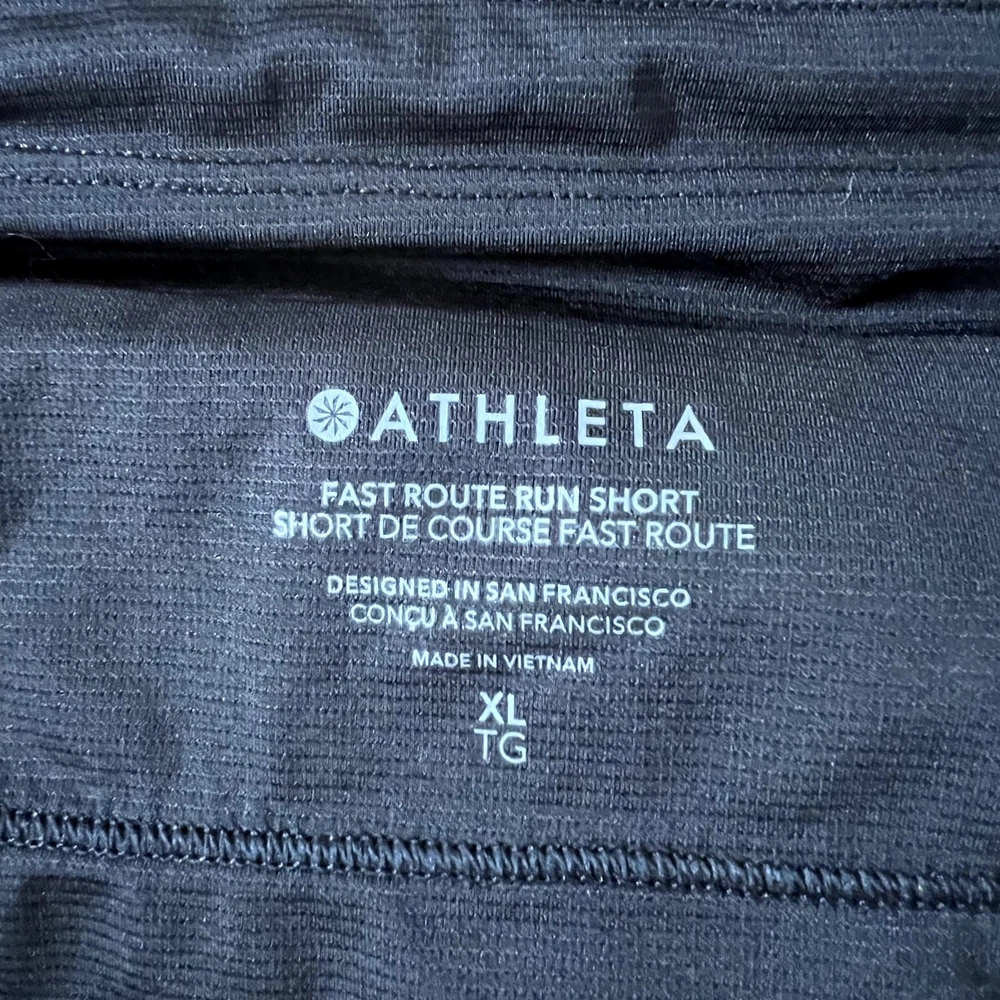 ATHLETA
FAST ROUTE RUN SHORT
SHORT DE COURSE FAST ROUTE
DESIGNED IN SAN FRANCISCO
CONÇU À SAN FRANCISCO
MADE IN VIETNAM
XL
TG